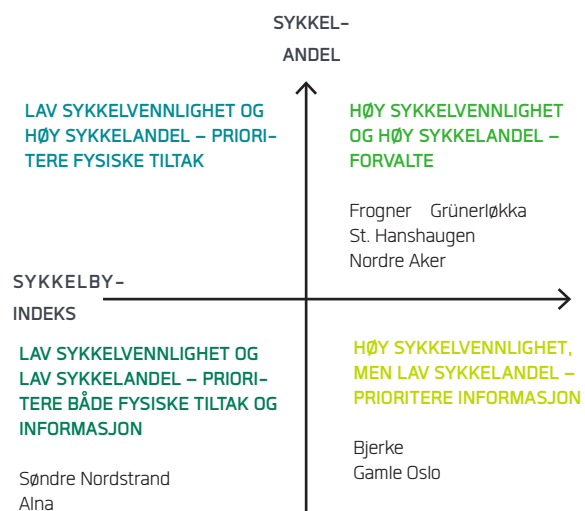 SYKKEL-
ANDEL
LAV SYKKELVENNLIGHET OG
HØY SYKKELANDEL – PRIORI-
TERE FYSISKE TILTAK
HØY SYKKELVENNLIGHET
OG HØY SYKKELANDEL –
FORVALTE
Frogner Grünerløkka
St. Hanshaugen
Nordre Aker
SYKKELBY-
INDEKS
LAV SYKKELVENNLIGHET OG
LAV SYKKELANDEL – PRIORI-
TERE BÅDE FYSISKE TILTAK OG
INFORMASJON
Søndre Nordstrand
Alna
HØY SYKKELVENNLIGHET,
MEN LAV SYKKELANDEL –
PRIORITERE INFORMASJON
Bjerke
Gamle Oslo